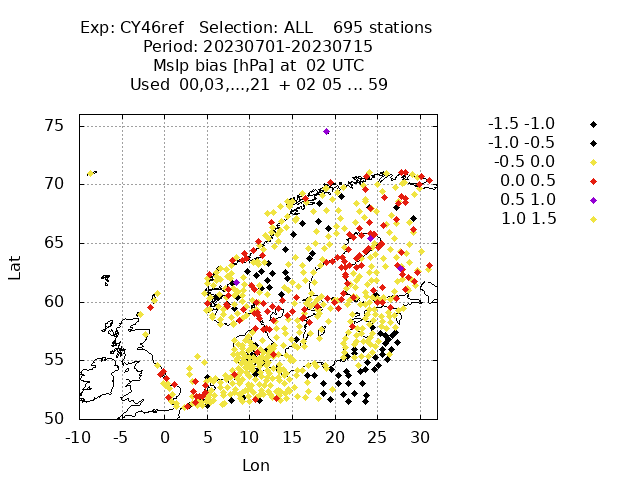 Exp: CY46ref   Selection: ALL    695 stations
Period: 20230701-20230715
Mslp bias [hPa] at  02 UTC
Used  00,03,...,21  + 02 05 ... 59
75
70
65
60
55
50
Lat
-10 -5 0 5 10 15 20 25 30
Lon
-1.5 -1.0
-1.0 -0.5
-0.5 0.0
0.0 0.5
0.5 1.0
1.0 1.5